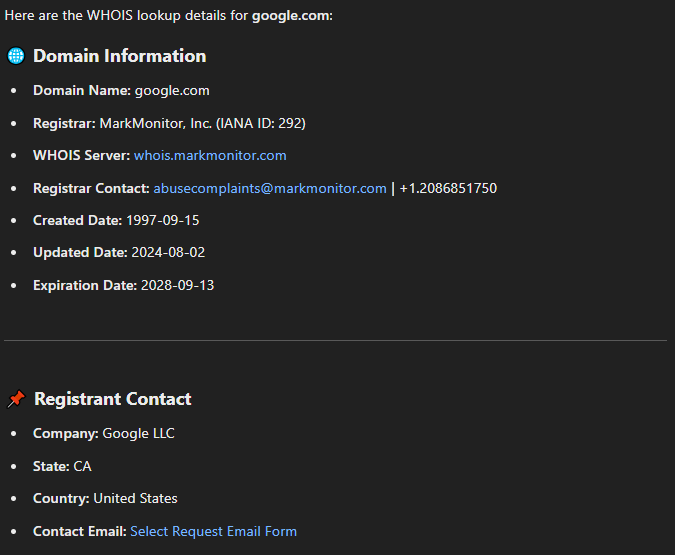 Here are the WHOIS lookup details for google.com:
🌐 Domain Information
• Domain Name: google.com
• Registrar: MarkMonitor, Inc. (IANA ID: 292)
• WHOIS Server: whois.markmonitor.com
• Registrar Contact: abusecomplaints@markmonitor.com | +1.2086851750
• Created Date: 1997-09-15
• Updated Date: 2024-08-02
• Expiration Date: 2028-09-13
📌 Registrant Contact
• Company: Google LLC
• State: CA
• Country: United States
• Contact Email: Select Request Email Form